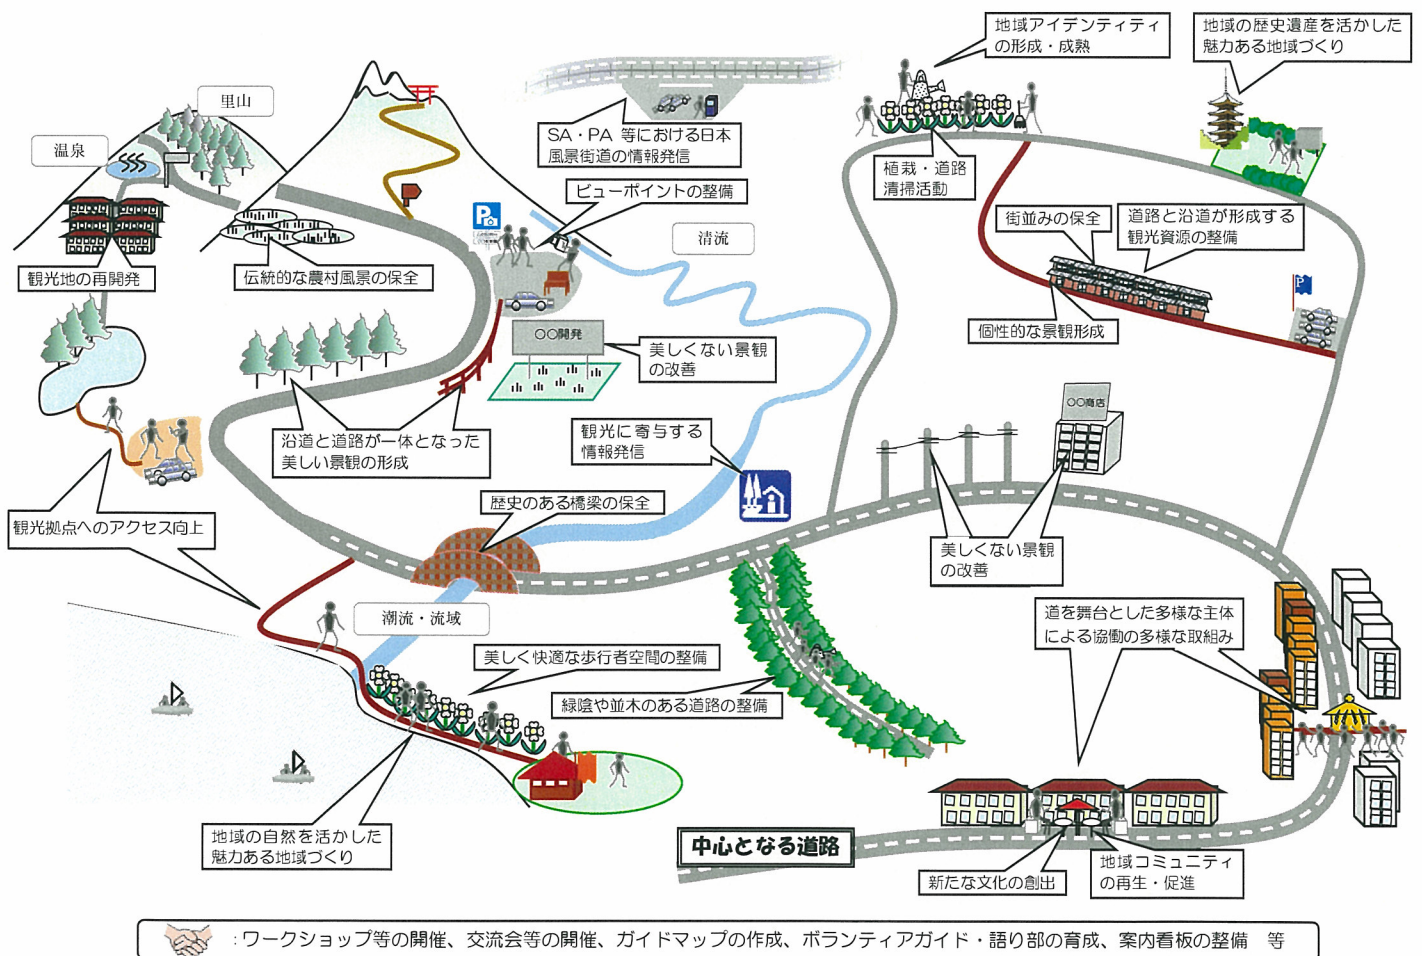 地域アイデンティティ
の形成・成熟
地域の歴史遺産を活かした
魅力ある地域づくり
里山
温泉
SA・PA 等における日本
風景街道の情報発信
植栽・道路
清掃活動
ビューポイントの整備
P
清流
街並みの保全
道路と沿道が形成する
観光資源の整備
観光地の再開発
伝統的な農村風景の保全
P
個性的な景観形成
〇〇開発
美しくない景観
の改善
〇〇商店
沿道と道路が一体となった
美しい景観の形成
観光に寄与する
情報発信
歴史のある橋梁の保全
観光拠点へのアクセス向上
美しくない景観
の改善
潮流・流域
道を舞台とした多様な主体
による協働の多様な取組み
美しく快適な歩行者空間の整備
緑陰や並木のある道路の整備
地域の自然を活かした
魅力ある地域づくり
中心となる道路
新たな文化の創出
地域コミュニティ
の再生・促進
:ワークショップ等の開催、交流会等の開催、ガイドマップの作成、ボランティアガイド・語り部の育成、案内看板の整備　等